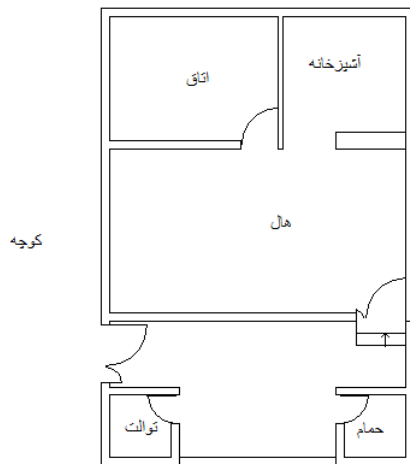 آشپزخانه
اتاق
هال
کوچه
توالت
حمام